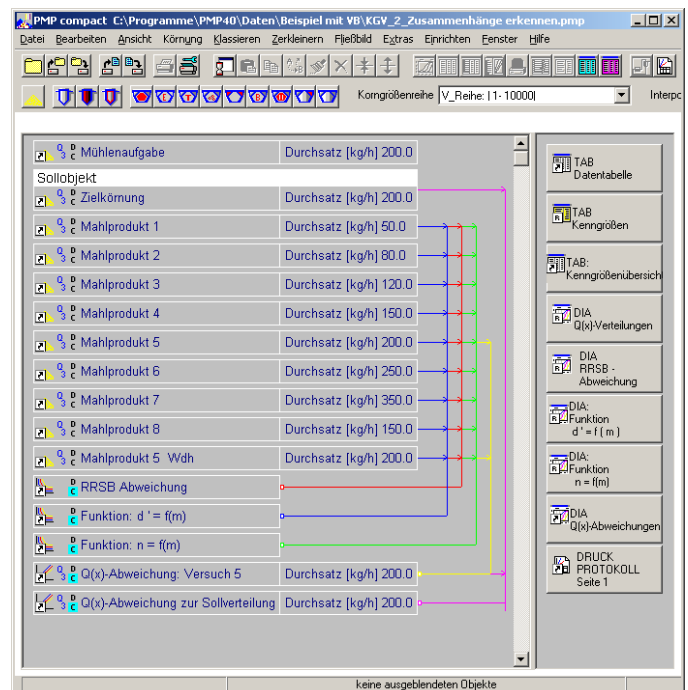 PMP compact C:\Programme\PMP40\Daten\Beispiel mit VB\KGV_2_Zusammenhänge erkennen.pmp
Datei Bearbeiten Ansicht Körnung Klassieren Zerkleinern Fließbild Extras Einrichten Fenster Hilfe
Korngrößenreihe V_Reihe: | 1- 10000| Interpo
Mühlenaufgabe Durchsatz [kg/h] 200.0
Sollobjekt
Zielkörnung Durchsatz [kg/h] 200.0
Mahlprodukt 1 Durchsatz [kg/h] 50.0
Mahlprodukt 2 Durchsatz [kg/h] 80.0
Mahlprodukt 3 Durchsatz [kg/h] 120.0
Mahlprodukt 4 Durchsatz [kg/h] 150.0
Mahlprodukt 5 Durchsatz [kg/h] 200.0
Mahlprodukt 6 Durchsatz [kg/h] 250.0
Mahlprodukt 7 Durchsatz [kg/h] 350.0
Mahlprodukt 8 Durchsatz [kg/h] 150.0
Mahlprodukt 5 Wdh Durchsatz [kg/h] 200.0
RRSB Abweichung
Funktion: d ' = f(m)
Funktion: n = f(m)
Q(x)-Abweichung: Versuch 5 Durchsatz [kg/h] 200.0
Q(x)-Abweichung zur Sollverteilung Durchsatz [kg/h] 200.0
TAB
Datentabelle
TAB
Kenngrößen
TAB:
Kenngrößenübersich
DIA
Q(x)-Verteilungen
DIA
RRSB -
Abweichung
DIA:
Funktion
d ' = f ( m )
DIA:
Funktion
n = f(m)
DIA
Q(x)-Abweichungen
DRUCK
PROTOKOLL
Seite 1
keine ausgeblendeten Objekte